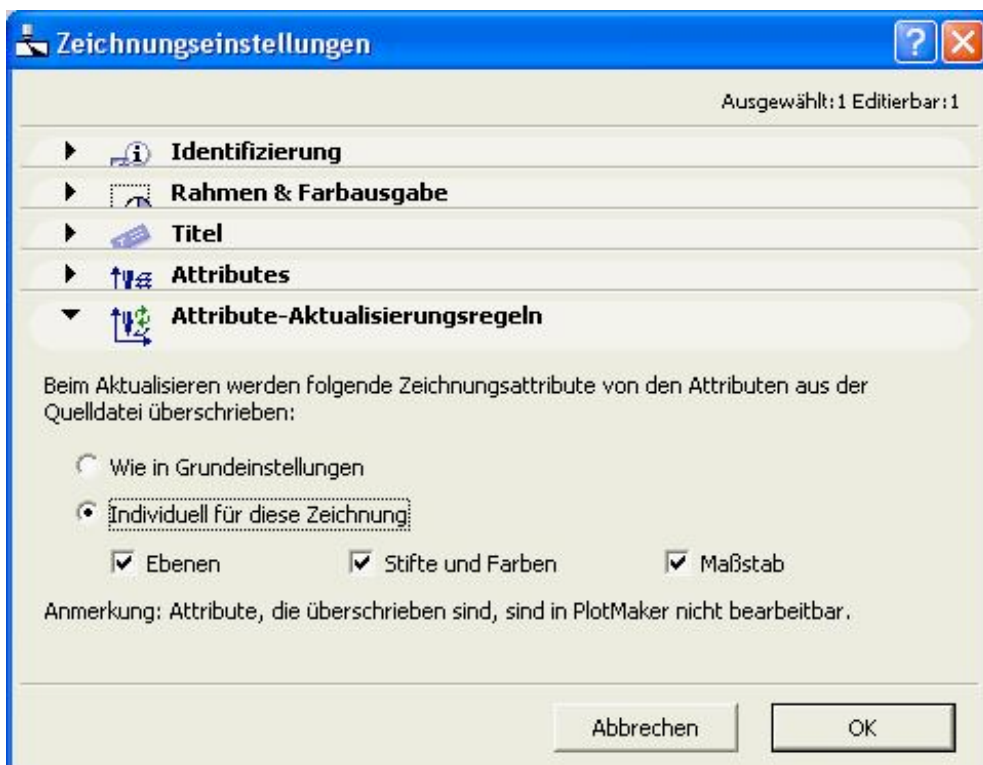 Zeichnungseinstellungen
Ausgewählt:1 Editierbar:1
Identifizierung
Rahmen & Farbausgabe
Titel
Attributes
Attribute-Aktualisierungsregeln
Beim Aktualisieren werden folgende Zeichnungsattribute von den Attributen aus der
Quelldatei überschrieben:
Wie in Grundeinstellungen
Individuell für diese Zeichnung
Ebenen Stifte und Farben Maßstab
Anmerkung: Attribute, die überschrieben sind, sind in PlotMaker nicht bearbeitbar.
Abbrechen OK